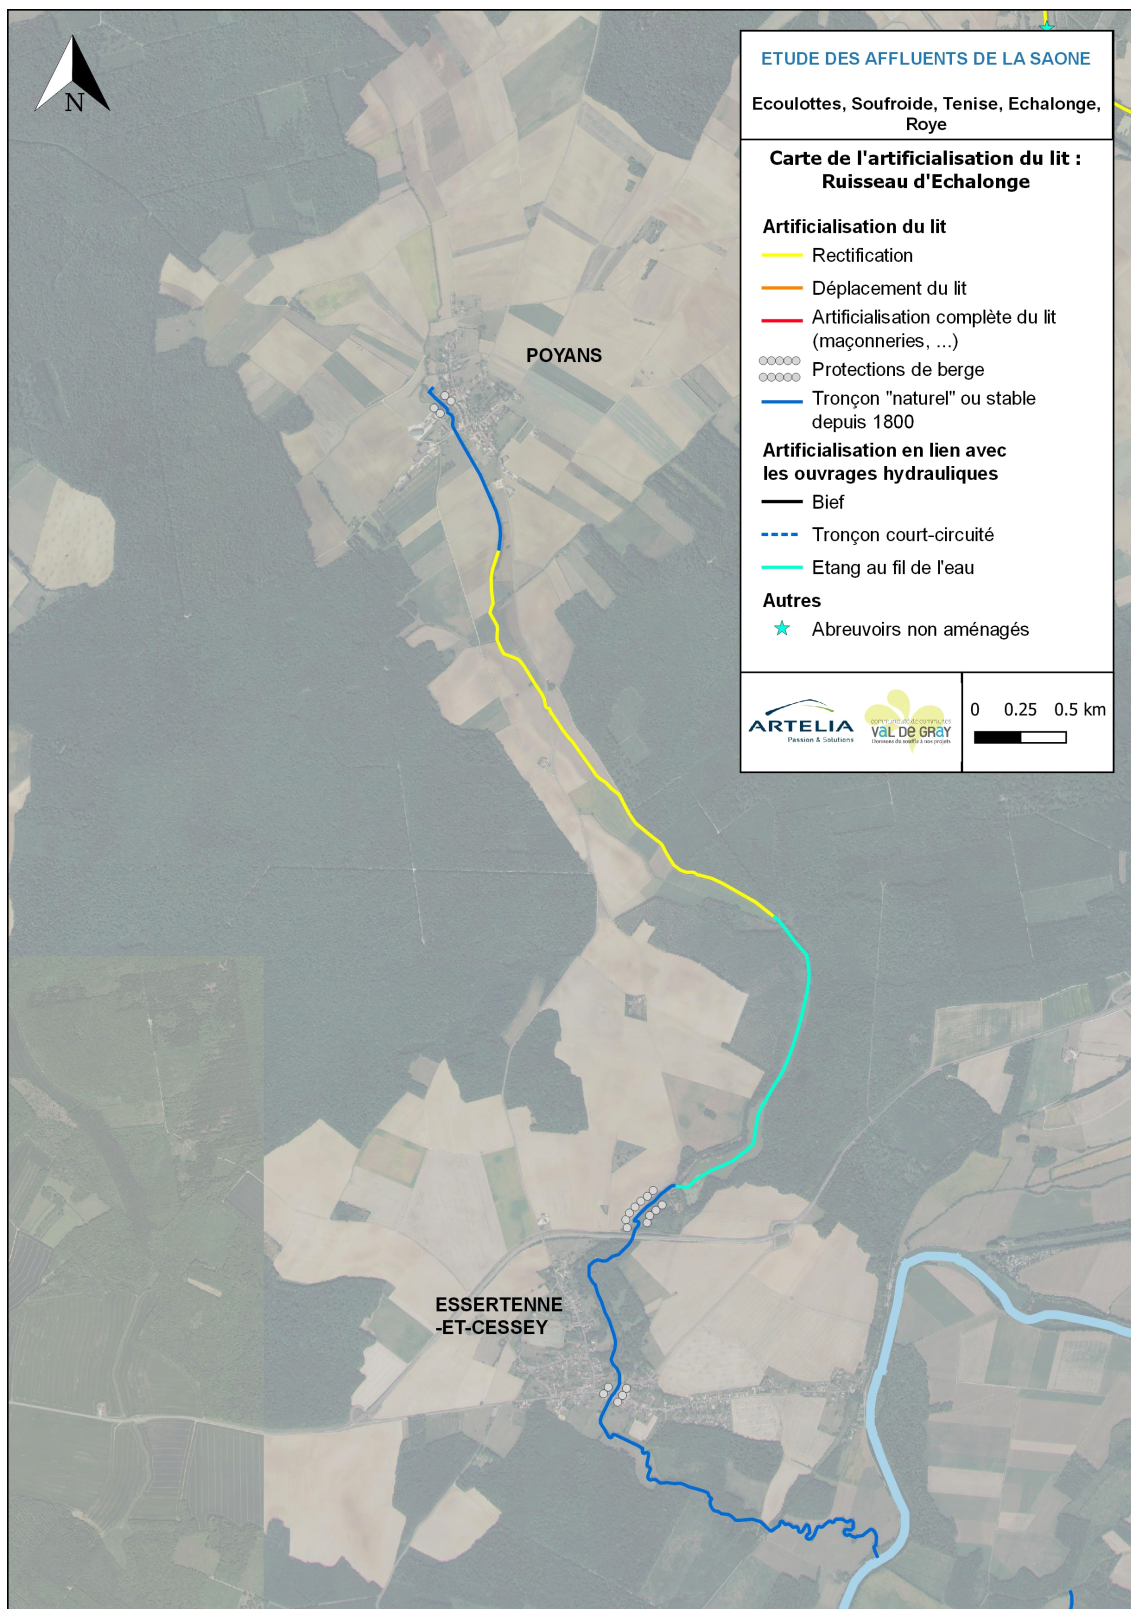 N
ETUDE DES AFFLUENTS DE LA SAONE
Ecoulottes, Soufroide, Tenise, Echalonge,
Roye
Carte de l'artificialisation du lit :
Ruisseau d'Echalonge
Artificialisation du lit
Rectification
Déplacement du lit
Artificialisation complète du lit
(maçonneries, ...)
Protections de berge
Tronçon "naturel" ou stable
depuis 1800
Artificialisation en lien avec
les ouvrages hydrauliques
Bief
Tronçon court-circuité
Etang au fil de l'eau
Autres
Abreuvoirs non aménagés
ARTELIA
Passion & Solutions
communauté de communes
VAL DE GRAY
0 0.25 0.5 km
POYANS
ESSERTENNE
-ET-CESSEY